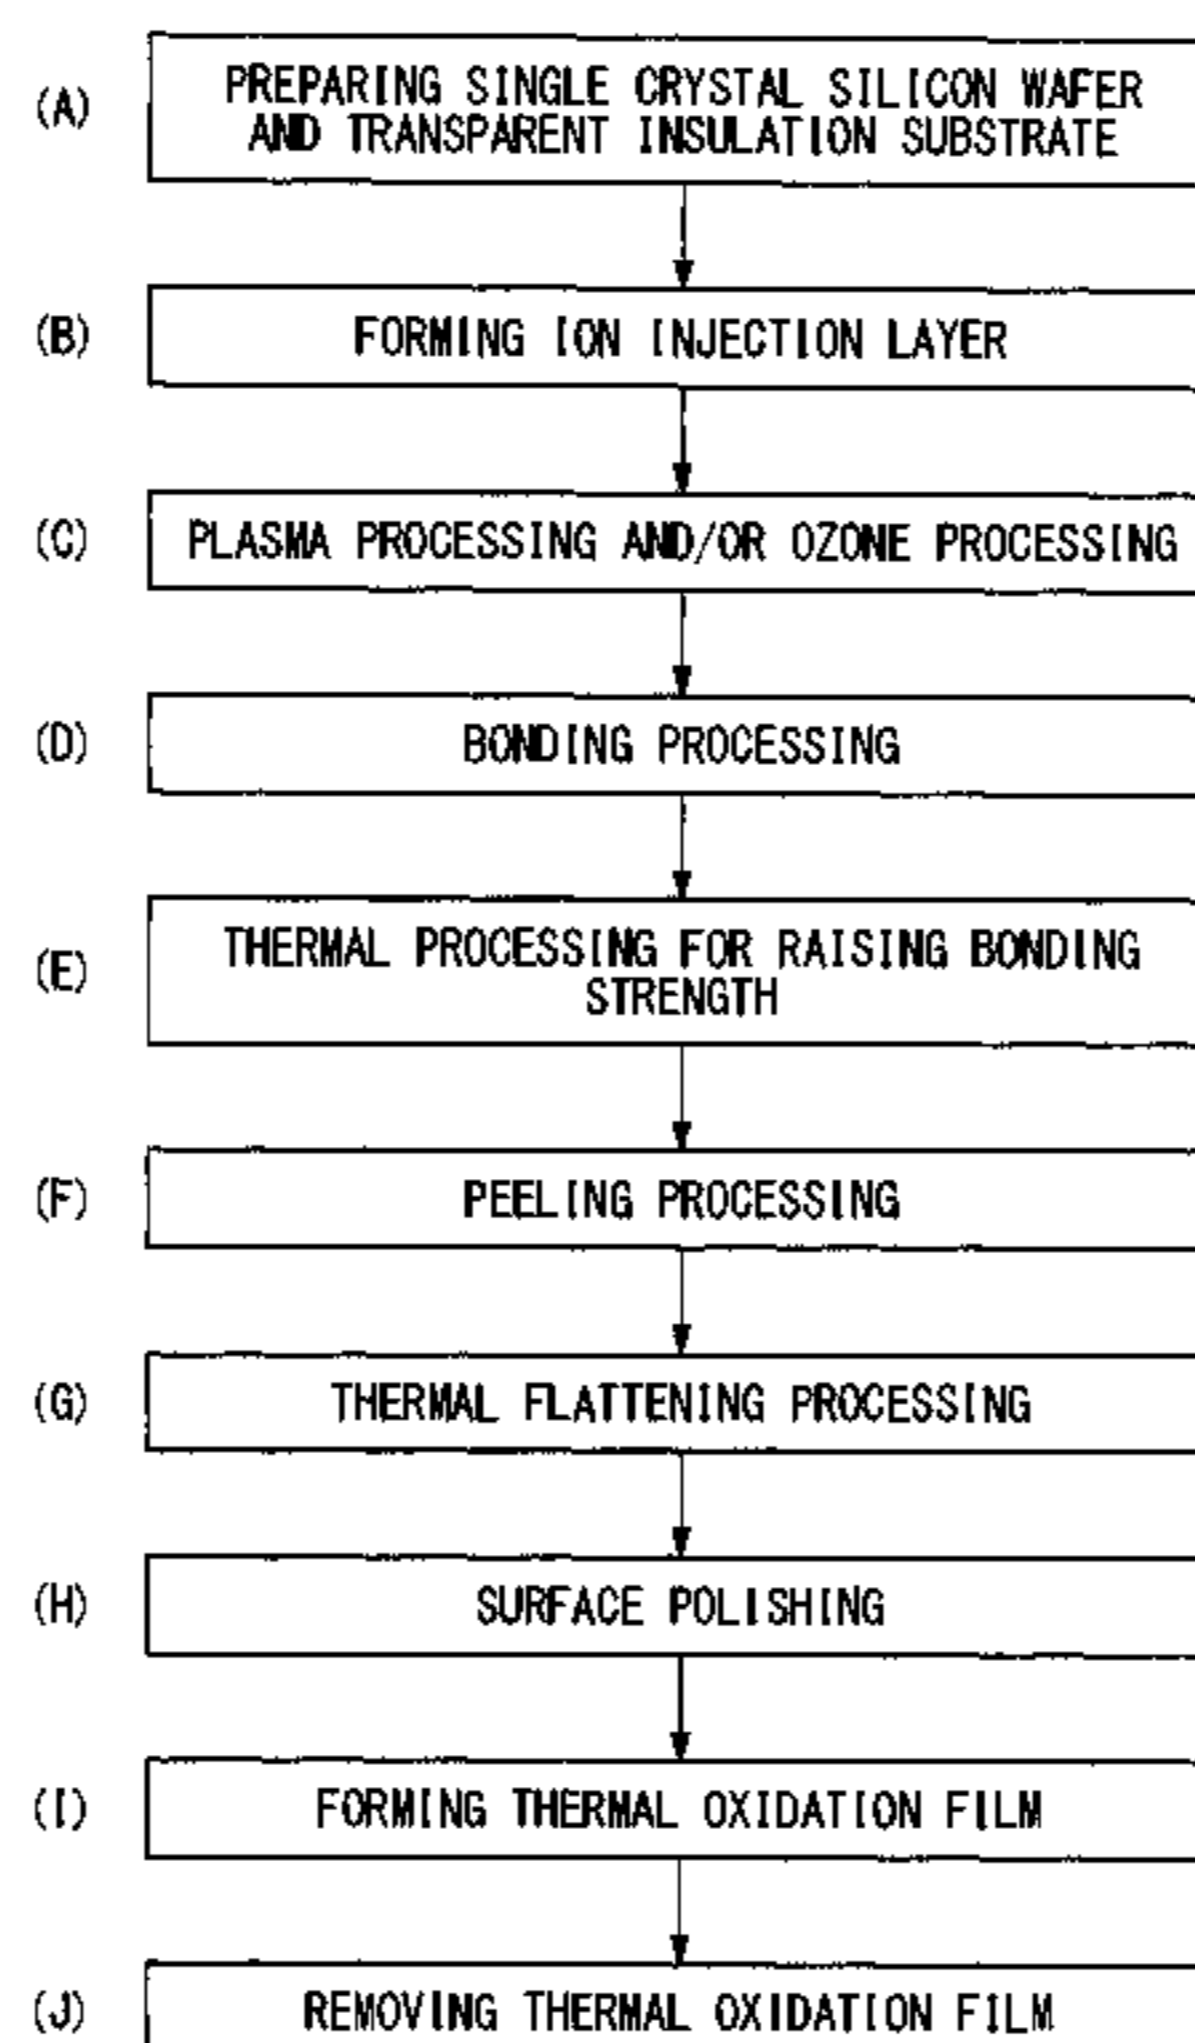 (A) PREPARING SINGLE CRYSTAL SILICON WAFER
AND TRANSPARENT INSULATION SUBSTRATE
(B) FORMING ION INJECTION LAYER
(C) PLASMA PROCESSING AND/OR OZONE PROCESSING
(D) BONDING PROCESSING
(E) THERMAL PROCESSING FOR RAISING BONDING
STRENGTH
(F) PEELING PROCESSING
(G) THERMAL FLATTENING PROCESSING
(H) SURFACE POLISHING
(I) FORMING THERMAL OXIDATION FILM
(J) REMOVING THERMAL OXIDATION FILM